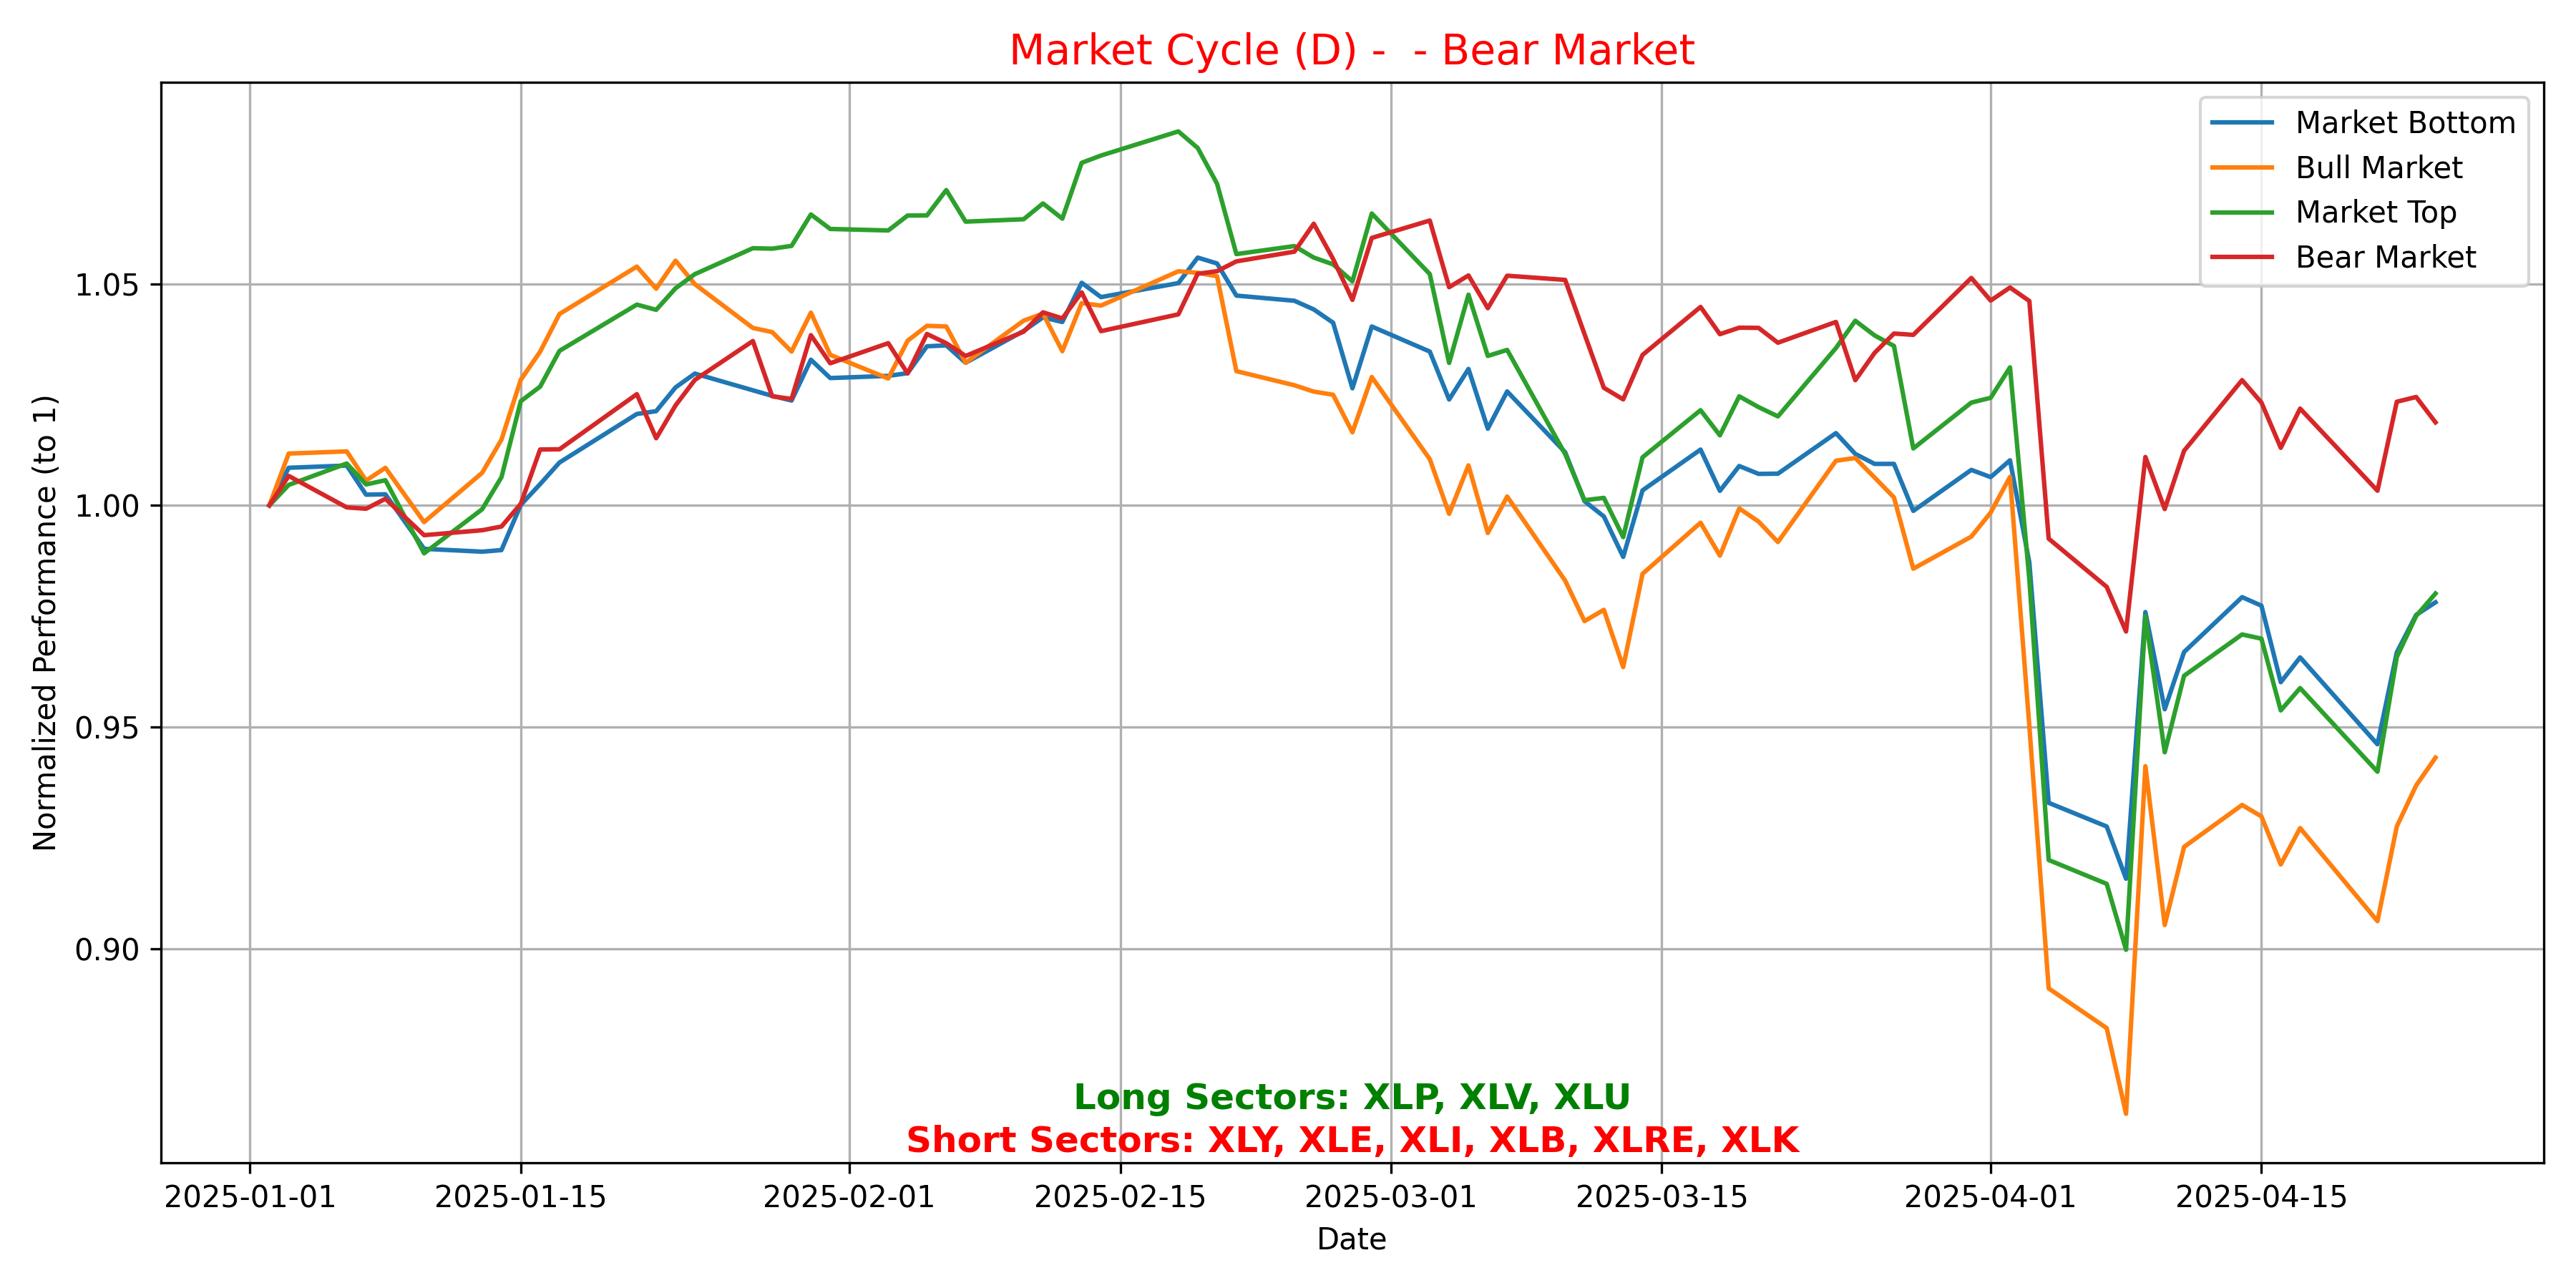 Market Cycle (D) -  - Bear Market
Market Bottom
Bull Market
Market Top
Bear Market
Normalized Performance (to 1)
1.05
1.00
0.95
0.90
Long Sectors: XLP, XLV, XLU
Short Sectors: XLY, XLE, XLI, XLB, XLRE, XLK
2025-01-01 2025-01-15 2025-02-01 2025-02-15 2025-03-01 2025-03-15 2025-04-01 2025-04-15
Date